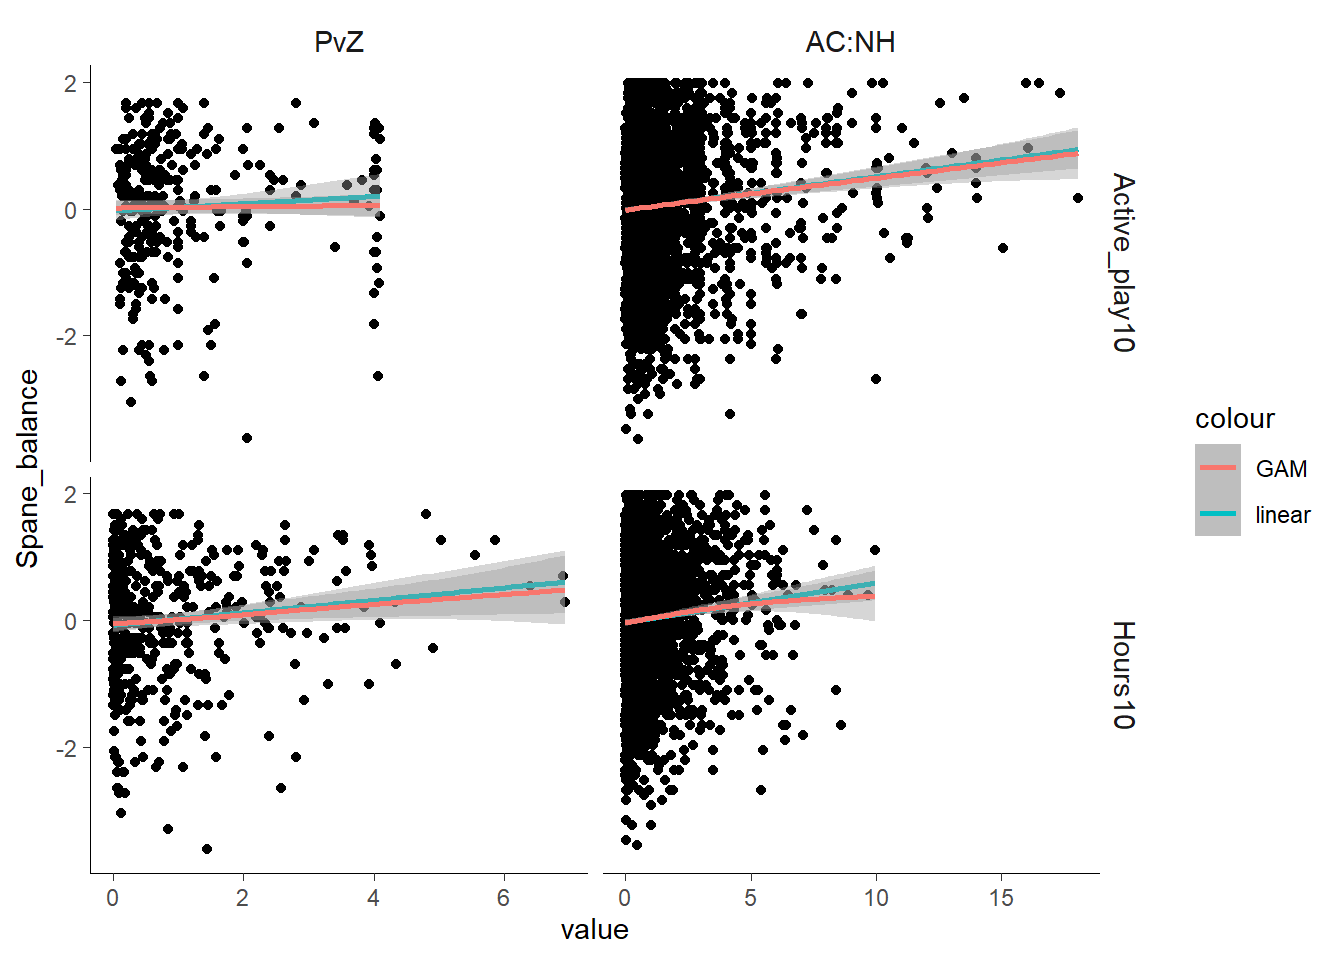 PvZ AC:NH
2
0
-2
Active_play10
2
0
-2
Hours10
Spane_balance
0 2 4 6 0 5 10 15
value
colour
GAM
linear